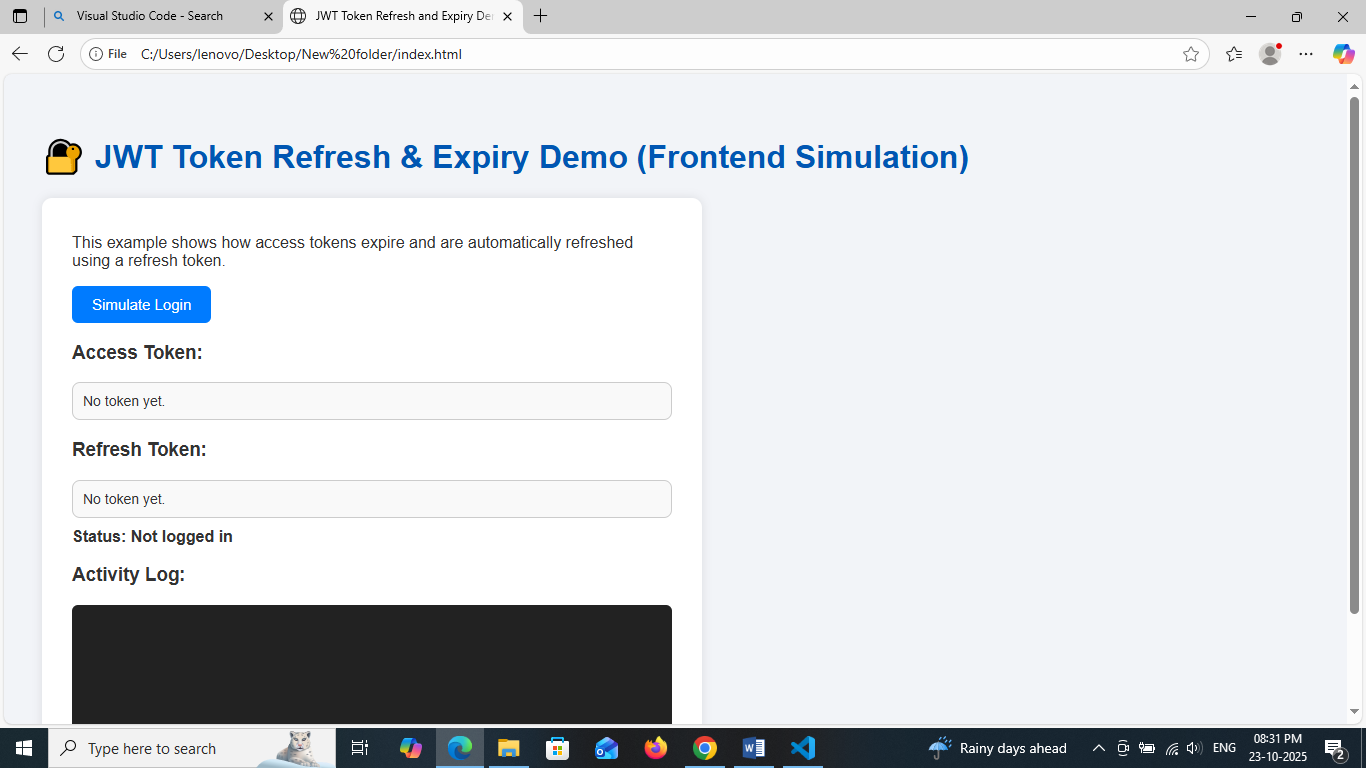 Visual Studio Code - Search
JWT Token Refresh and Expiry De
File C:/Users/lenovo/Desktop/New%20folder/index.html
JWT Token Refresh & Expiry Demo (Frontend Simulation)
This example shows how access tokens expire and are automatically refreshed
using a refresh token.
Simulate Login
Access Token:
No token yet.
Refresh Token:
No token yet.
Status: Not logged in
Activity Log:
Type here to search
Rainy days ahead
ENG
08:31 PM
23-10-2025
2